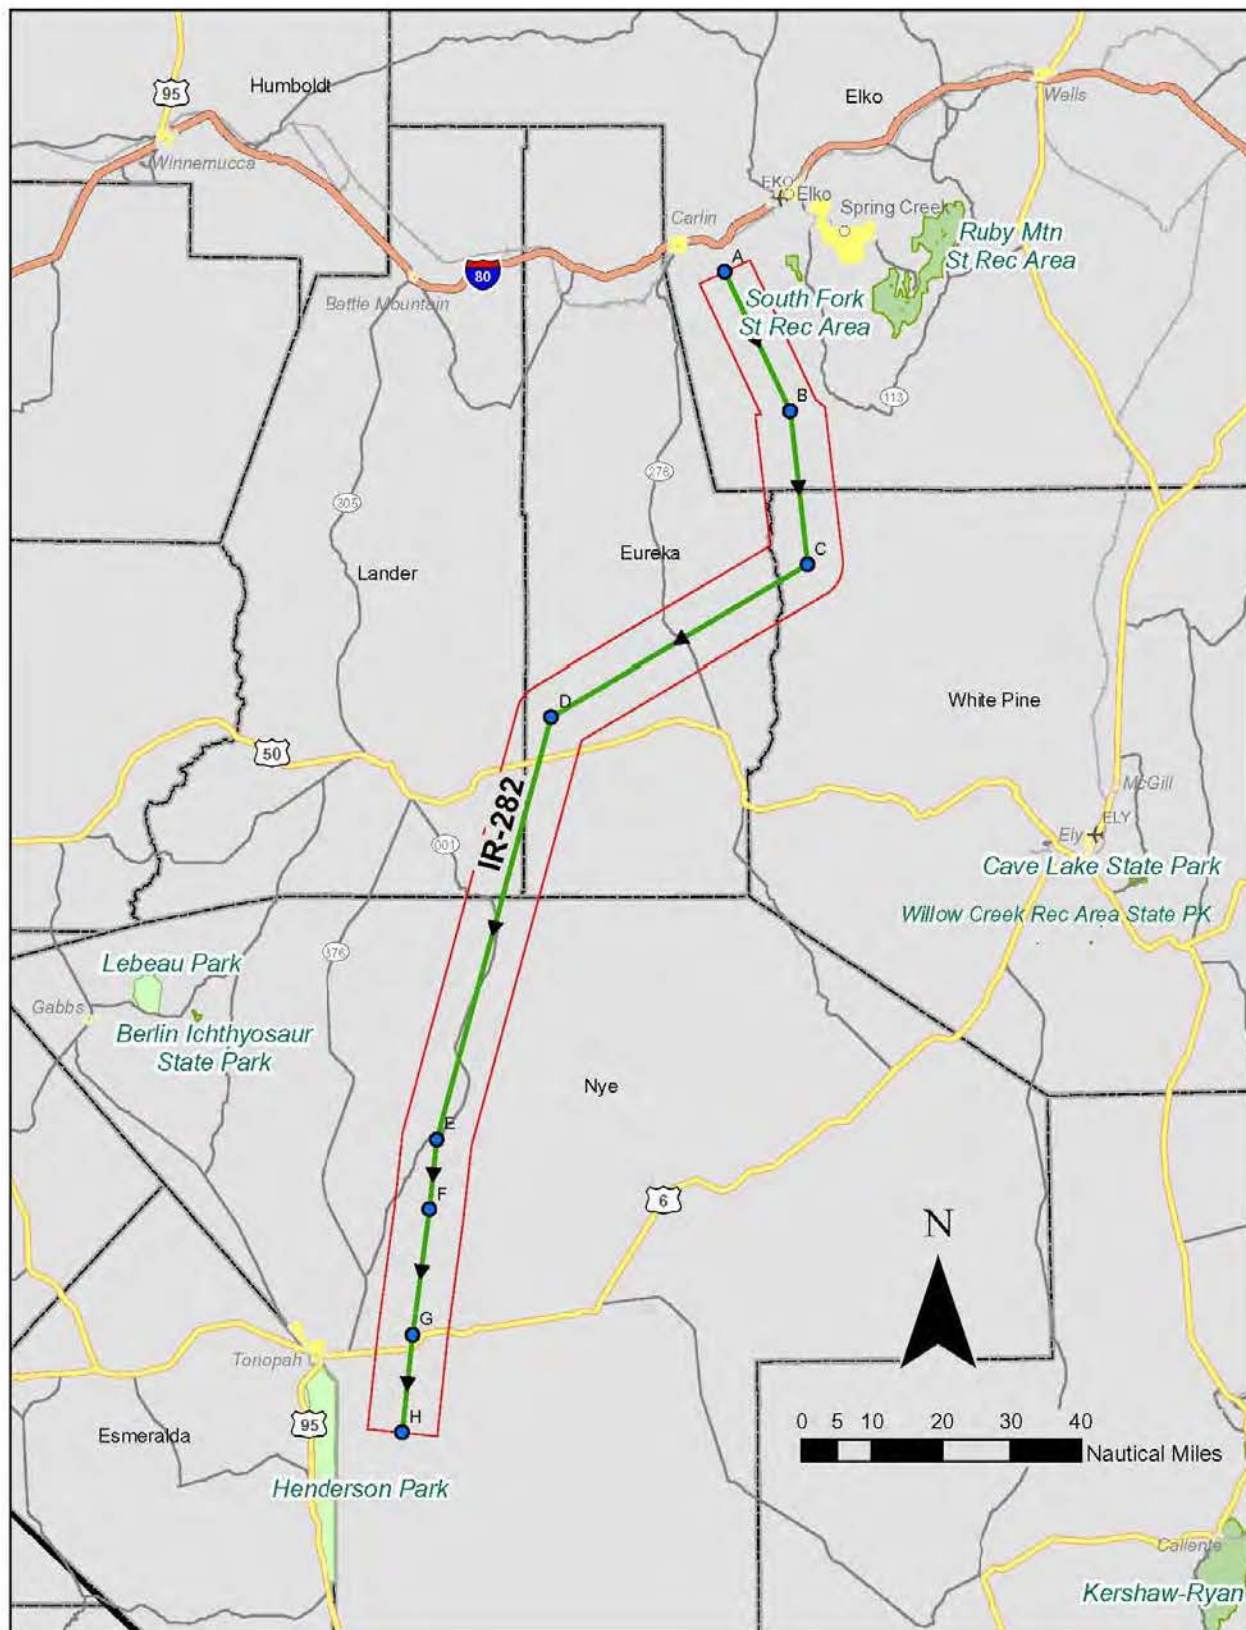 Humboldt
95
Winnemucca
Elko
Wells
EKO
Elko
Spring Creek
Carlin
Ruby Mtn
St Rec Area
80
Battle Mountain
A
South Fork
St Rec Area
B
113
278
305
C
Eureka
Lander
D
White Pine
50
IR-282
McGill
ELY
Ely
001
Cave Lake State Park
Willow Creek Rec Area State PK
376
Lebeau Park
Gabbs
Berlin Ichthyosaur
State Park
Nye
E
F
6
N
G
Tonopah
H
95
Esmeralda
0 5 10 20 30 40
Nautical Miles
Henderson Park
Caliente
Kershaw-Ryan